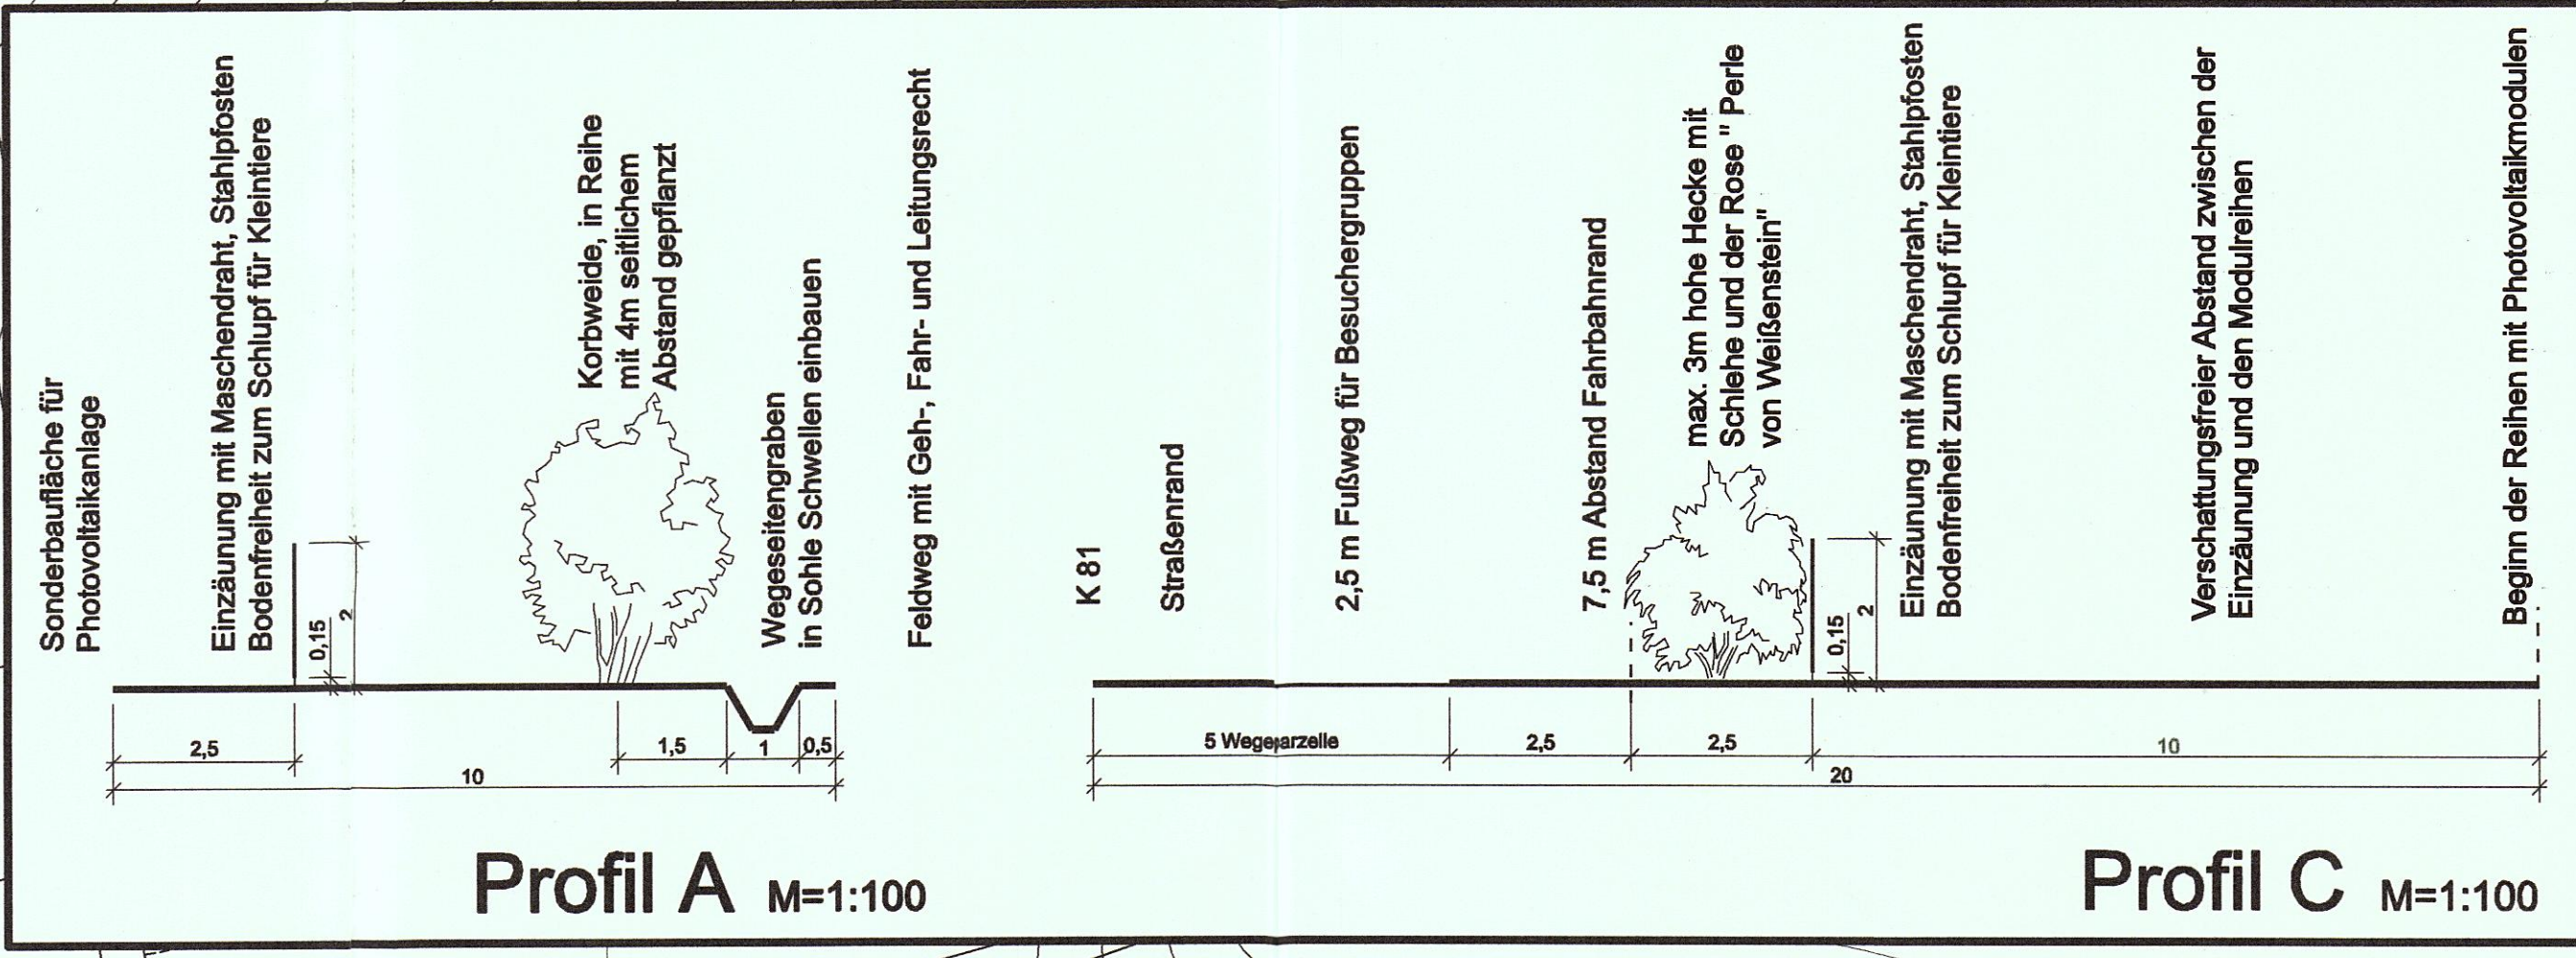 Sonderbaufläche für
Photovoltaikanlage
Einzäunung mit Maschendraht, Stahlpfosten
Bodenfreiheit zum Schlupf für Kleintiere
0,15
2
Korbweide, in Reihe
mit 4m seitlichem
Abstand gepflanzt
Wegeseitengraben
in Sohle Schwellen einbauen
Feldweg mit Geh-, Fahr- und Leitungsrecht
2,5
1,5
1
0,5
10
Profil A M=1:100
K 81
Straßenrand
2,5 m Fußweg für Besuchergruppen
7,5 m Abstand Fahrbahnrand
max. 3m hohe Hecke mit
Schlehe und der Rose " Perle
von Weißenstein"
0,15
2
Einzäunung mit Maschendraht, Stahlpfosten
Bodenfreiheit zum Schlupf für Kleintiere
Verschattungsfreier Abstand zwischen der
Einzäunung und den Modulreihen
Beginn der Reihen mit Photovoltaikmodulen
5 Wegeparzelle
2,5
2,5
10
20
Profil C M=1:100